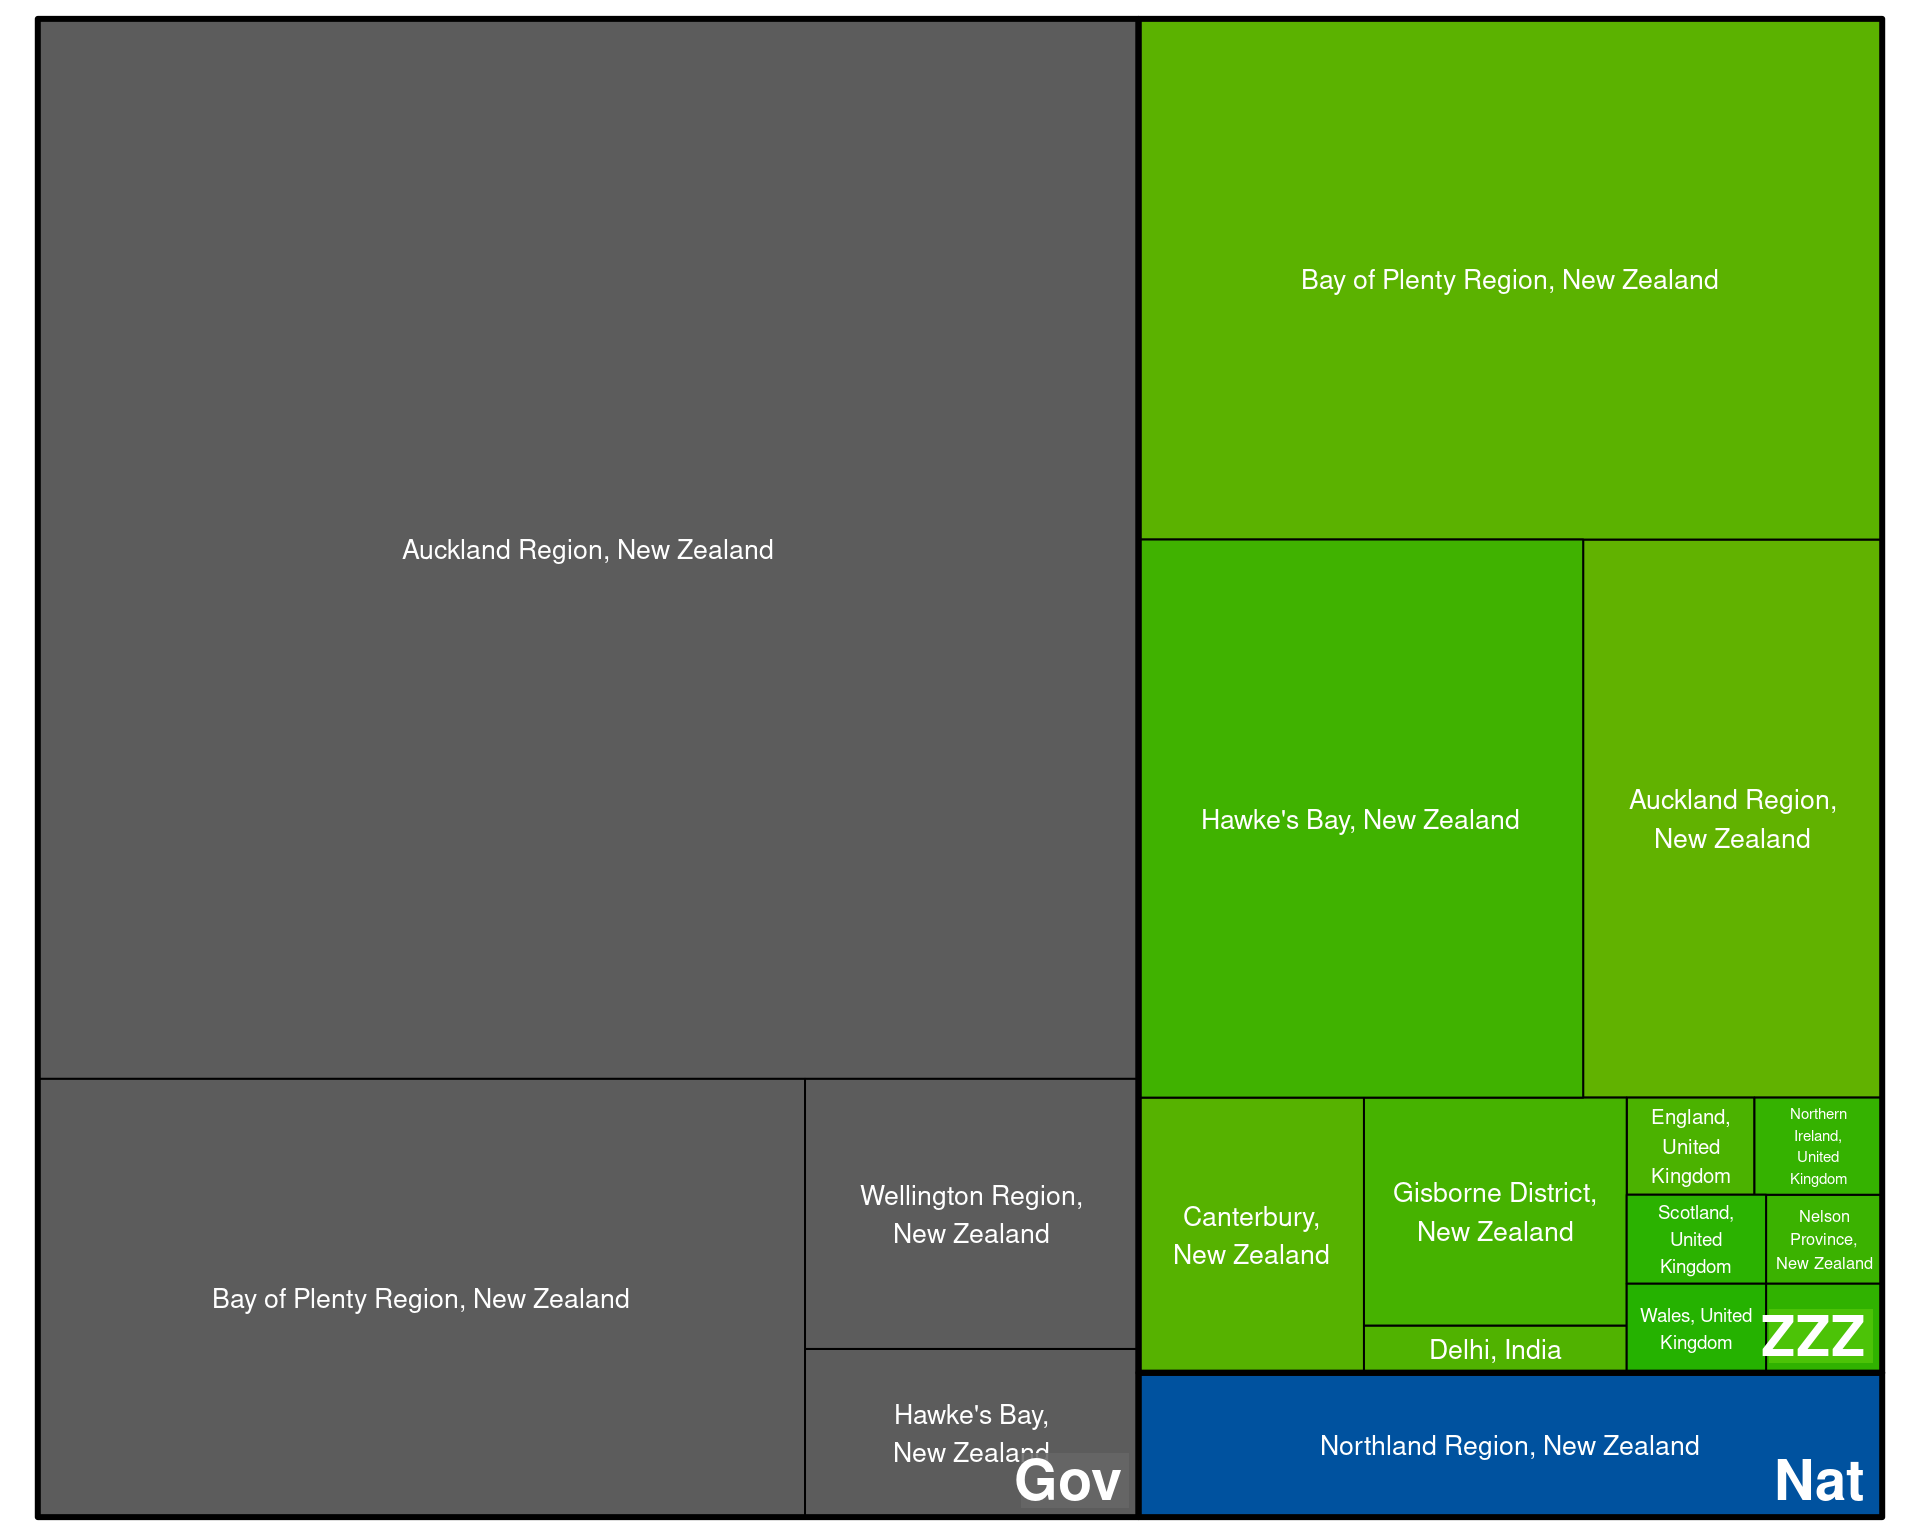 Auckland Region, New Zealand
Bay of Plenty Region, New Zealand
Wellington Region,
New Zealand
Hawke's Bay,
New Zealand
Gov
Bay of Plenty Region, New Zealand
Hawke's Bay, New Zealand
Auckland Region,
New Zealand
Canterbury,
New Zealand
Gisborne District,
New Zealand
Delhi, India
England,
United
Kingdom
Northern
Ireland,
United
Kingdom
Scotland,
United
Kingdom
Nelson
Province,
New Zealand
Wales, United
Kingdom
ZZZ
Northland Region, New Zealand
Nat